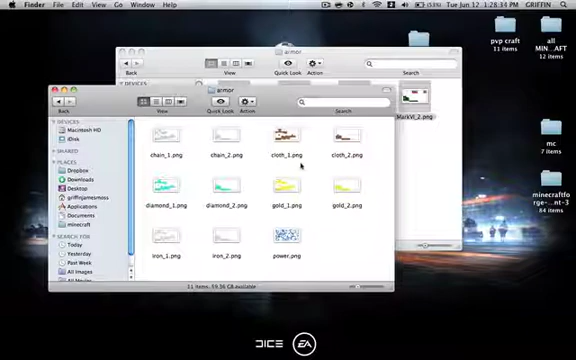 Finder File Edit View Go Window Help
(53%) Tue Jun 12 1:28:34 PM GRIFFIN
pvp craft
11 items
all
MIN...AFT
12 items
armor
Back View Quick Look Action Search
DEVICES
MarkVI_2.png
armor
Back View Quick Look Action Search
DEVICES
Macintosh HD
iDisk
SHARED
PLACES
Dropbox
Downloads
Desktop
griffinjamesmoss
Applications
Documents
minecraft
SEARCH FOR
Today
Yesterday
Past Week
All Images
chain_1.png chain_2.png cloth_1.png cloth_2.png
diamond_1.png diamond_2.png gold_1.png gold_2.png
iron_1.png iron_2.png power.png
11 items, 59.36 GB available
mc
7 items
minecraftfo
rge-...nt-3
84 items
DICE EA